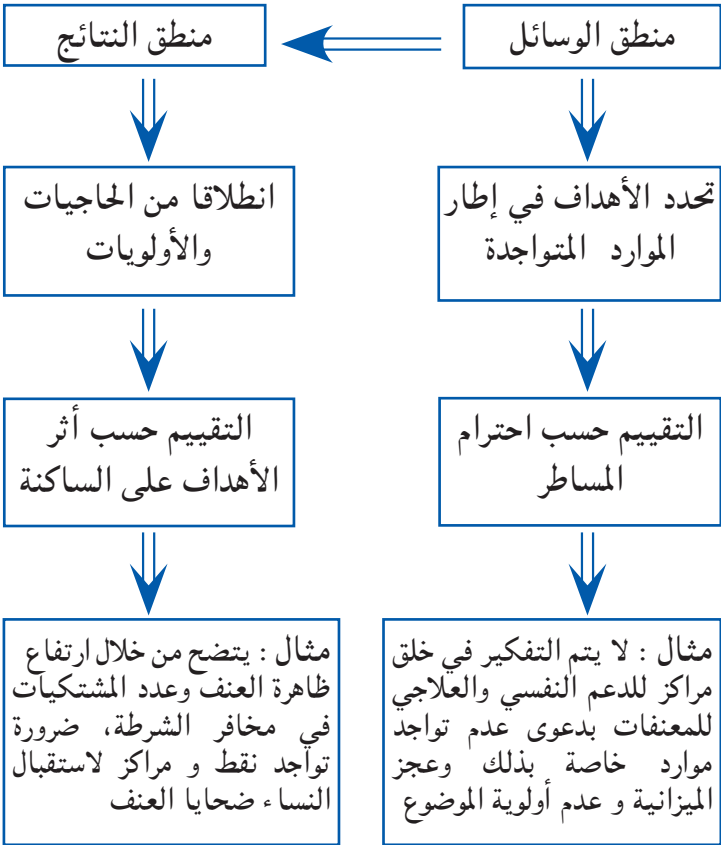 منطق الوسائل
منطق النتائج
تحدد الأهداف في إطار
الموارد المتواجدة
انطلاقا من الحاجيات
والأولويات
التقييم حسب احترام
المساطر
التقييم حسب أثر
الأهداف على الساكنة
مثال : لا يتم التفكير في خلق
مراكز للدعم النفسي والعلاجي
للمعنفات بدعوى عدم تواجد
موارد خاصة بذلك وعجز
الميزانية و عدم أولوية الموضوع
مثال : يتضح من خلال ارتفاع
ظاهرة العنف وعدد المشتكيات
في مخافر الشرطة، ضرورة
تواجد نقط و مراكز لاستقبال
النساء ضحايا العنف